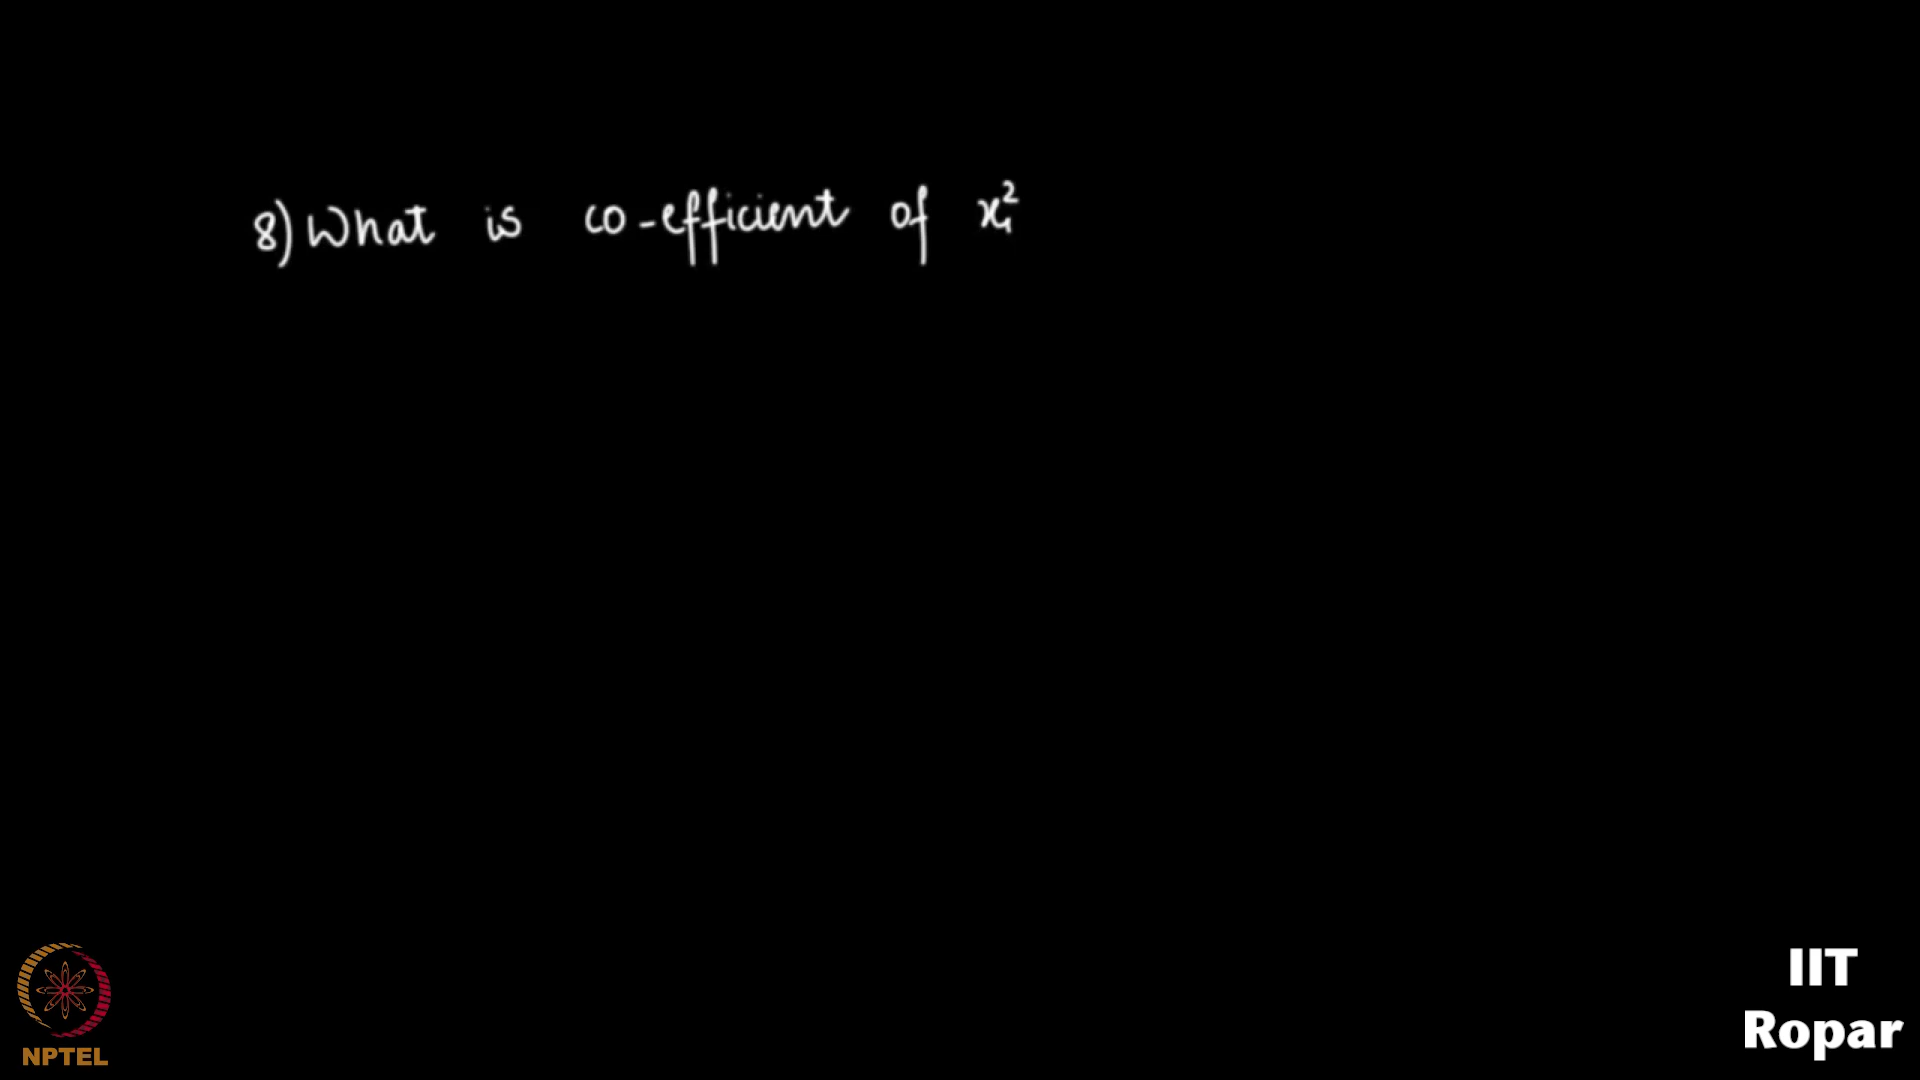 8) What is co-efficient of x₁²
NPTEL
IIT
Ropar